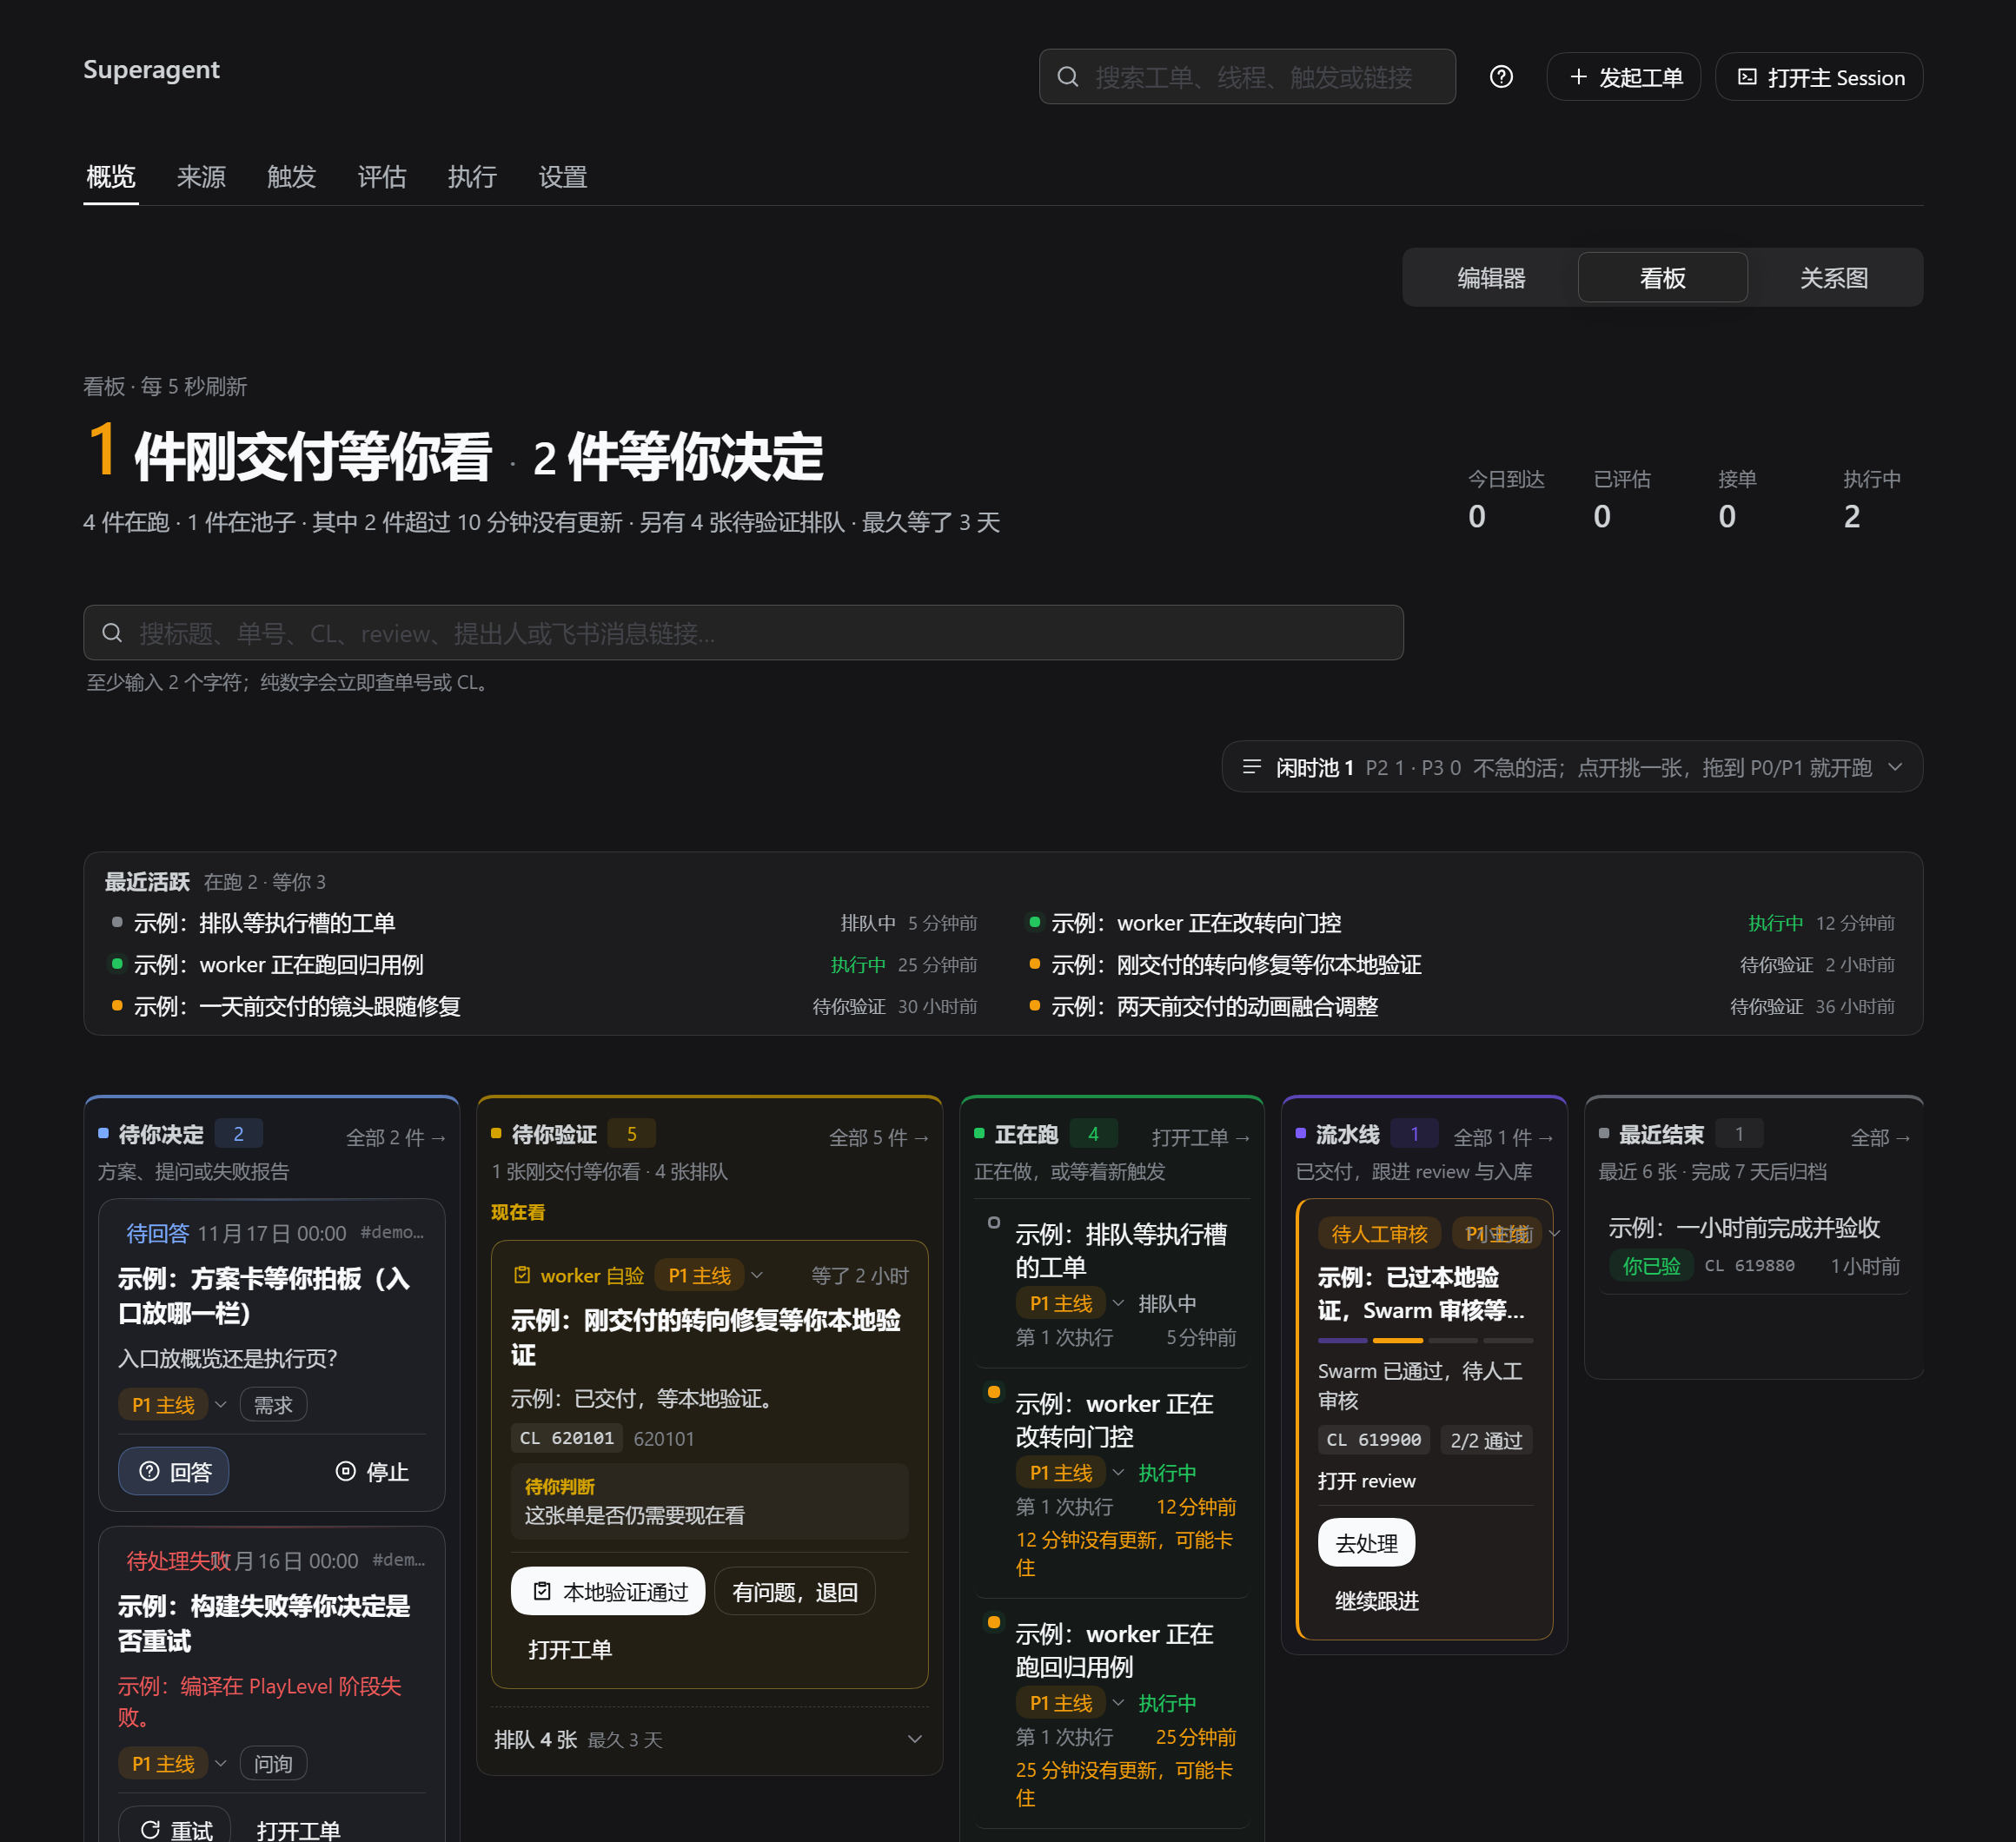 Superagent
搜索工单、线程、触发或链接
发起工单
打开主 Session
概览
来源
触发
评估
执行
设置
编辑器
看板
关系图
看板 · 每 5 秒刷新
1 件刚交付等你看 · 2 件等你决定
4 件在跑 · 1 件在池子 · 其中 2 件超过 10 分钟没有更新 · 另有 4 张待验证排队 · 最久等了 3 天
今日到达
0
已评估
0
接单
0
执行中
2
搜标题、单号、CL、review、提出人或飞书消息链接...
至少输入 2 个字符；纯数字会立即查单号或 CL。
闲时池 1 P2 1 · P3 0 不急的活；点开挑一张，拖到 P0/P1 就开跑
最近活跃 在跑 2 · 等你 3
示例：排队等执行槽的工单 排队中 5 分钟前
示例：worker 正在改转向门控 执行中 12 分钟前
示例：worker 正在跑回归用例 执行中 25 分钟前
示例：刚交付的转向修复等你本地验证 待你验证 2 小时前
示例：一天前交付的镜头跟随修复 待你验证 30 小时前
示例：两天前交付的动画融合调整 待你验证 36 小时前
待你决定 2 全部 2 件 →
方案、提问或失败报告
待回答 11月17日 00:00 #demo…
示例：方案卡等你拍板（入
口放哪一栏）
入口放概览还是执行页？
P1 主线 需求
回答 停止
待处理失败 月16日 00:00 #dem…
示例：构建失败等你决定是
否重试
示例：编译在 PlayLevel 阶段失
败。
P1 主线 问询
重试 打开工单
待你验证 5 全部 5 件 →
1 张刚交付等你看 · 4 张排队
现在看
worker 自验 P1 主线 等了 2 小时
示例：刚交付的转向修复等你本地验
证
示例：已交付，等本地验证。
CL 620101 620101
待你判断
这张单是否仍需要现在看
本地验证通过 有问题，退回
打开工单
排队 4 张 最久 3 天
正在跑 4 打开工单 →
正在做，或等着新触发
示例：排队等执行槽
的工单
P1 主线 排队中
第 1 次执行 5分钟前
示例：worker 正在
改转向门控
P1 主线 执行中
第 1 次执行 12分钟前
12 分钟没有更新，可能卡
住
示例：worker 正在
跑回归用例
P1 主线 执行中
第 1 次执行 25分钟前
25 分钟没有更新，可能卡
住
流水线 1 全部 1 件 →
已交付，跟进 review 与入库
待人工审核 P1 主线
示例：已过本地验
证，Swarm 审核等...
Swarm 已通过，待人工
审核
CL 619900 2/2 通过
打开 review
去处理
继续跟进
最近结束 1 全部 →
最近 6 张 · 完成 7 天后归档
示例：一小时前完成并验收
你已验 CL 619880 1小时前